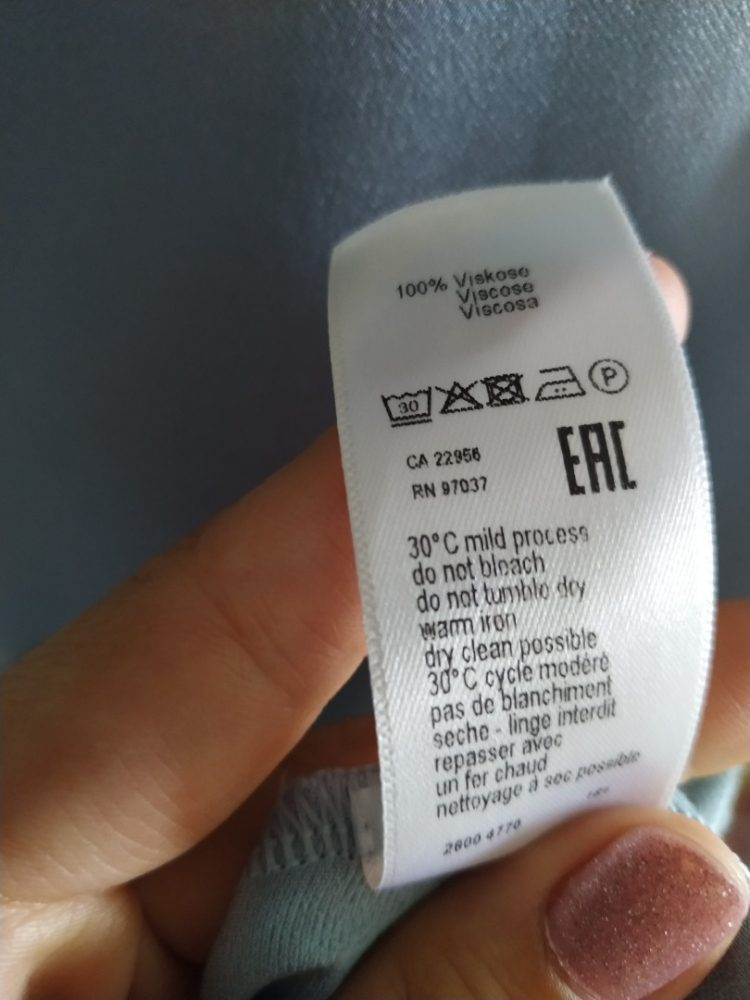 100% Viskose
Viscose
Viscosa
30 P
CA 22956
EAC
RN 97037
30°C mild process
do not bleach
do not tumble dry
warm iron
dry clean possible
30°C cycle modéré
pas de blanchiment
seche - linge interdit
repasser avec
un fer chaud
nettoyage à sec possible
2600 4770